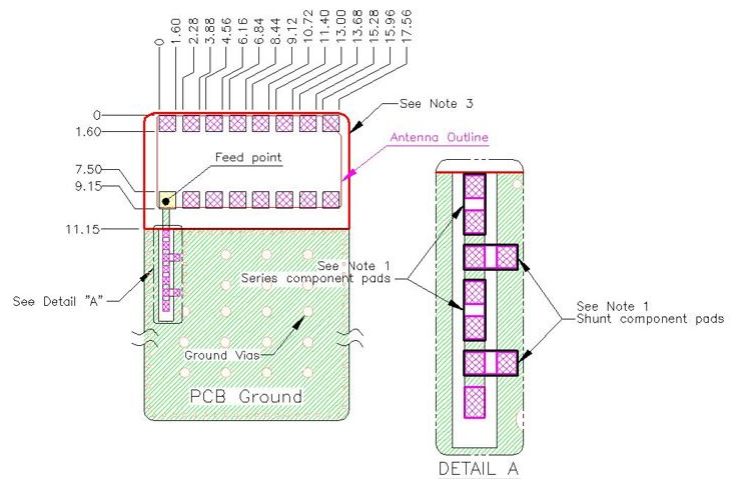 0
1.60
2.28
3.88
4.56
6.16
6.84
8.44
9.12
10.72
11.40
13.00
13.68
15.28
15.96
17.56
0
1.60
7.50
9.15
11.15
See Note 3
Antenna Outline
Feed point
See Detail "A"
See Note 1
Series component pads
See Note 1
Shunt component pads
Ground Vias
PCB Ground
DETAIL A